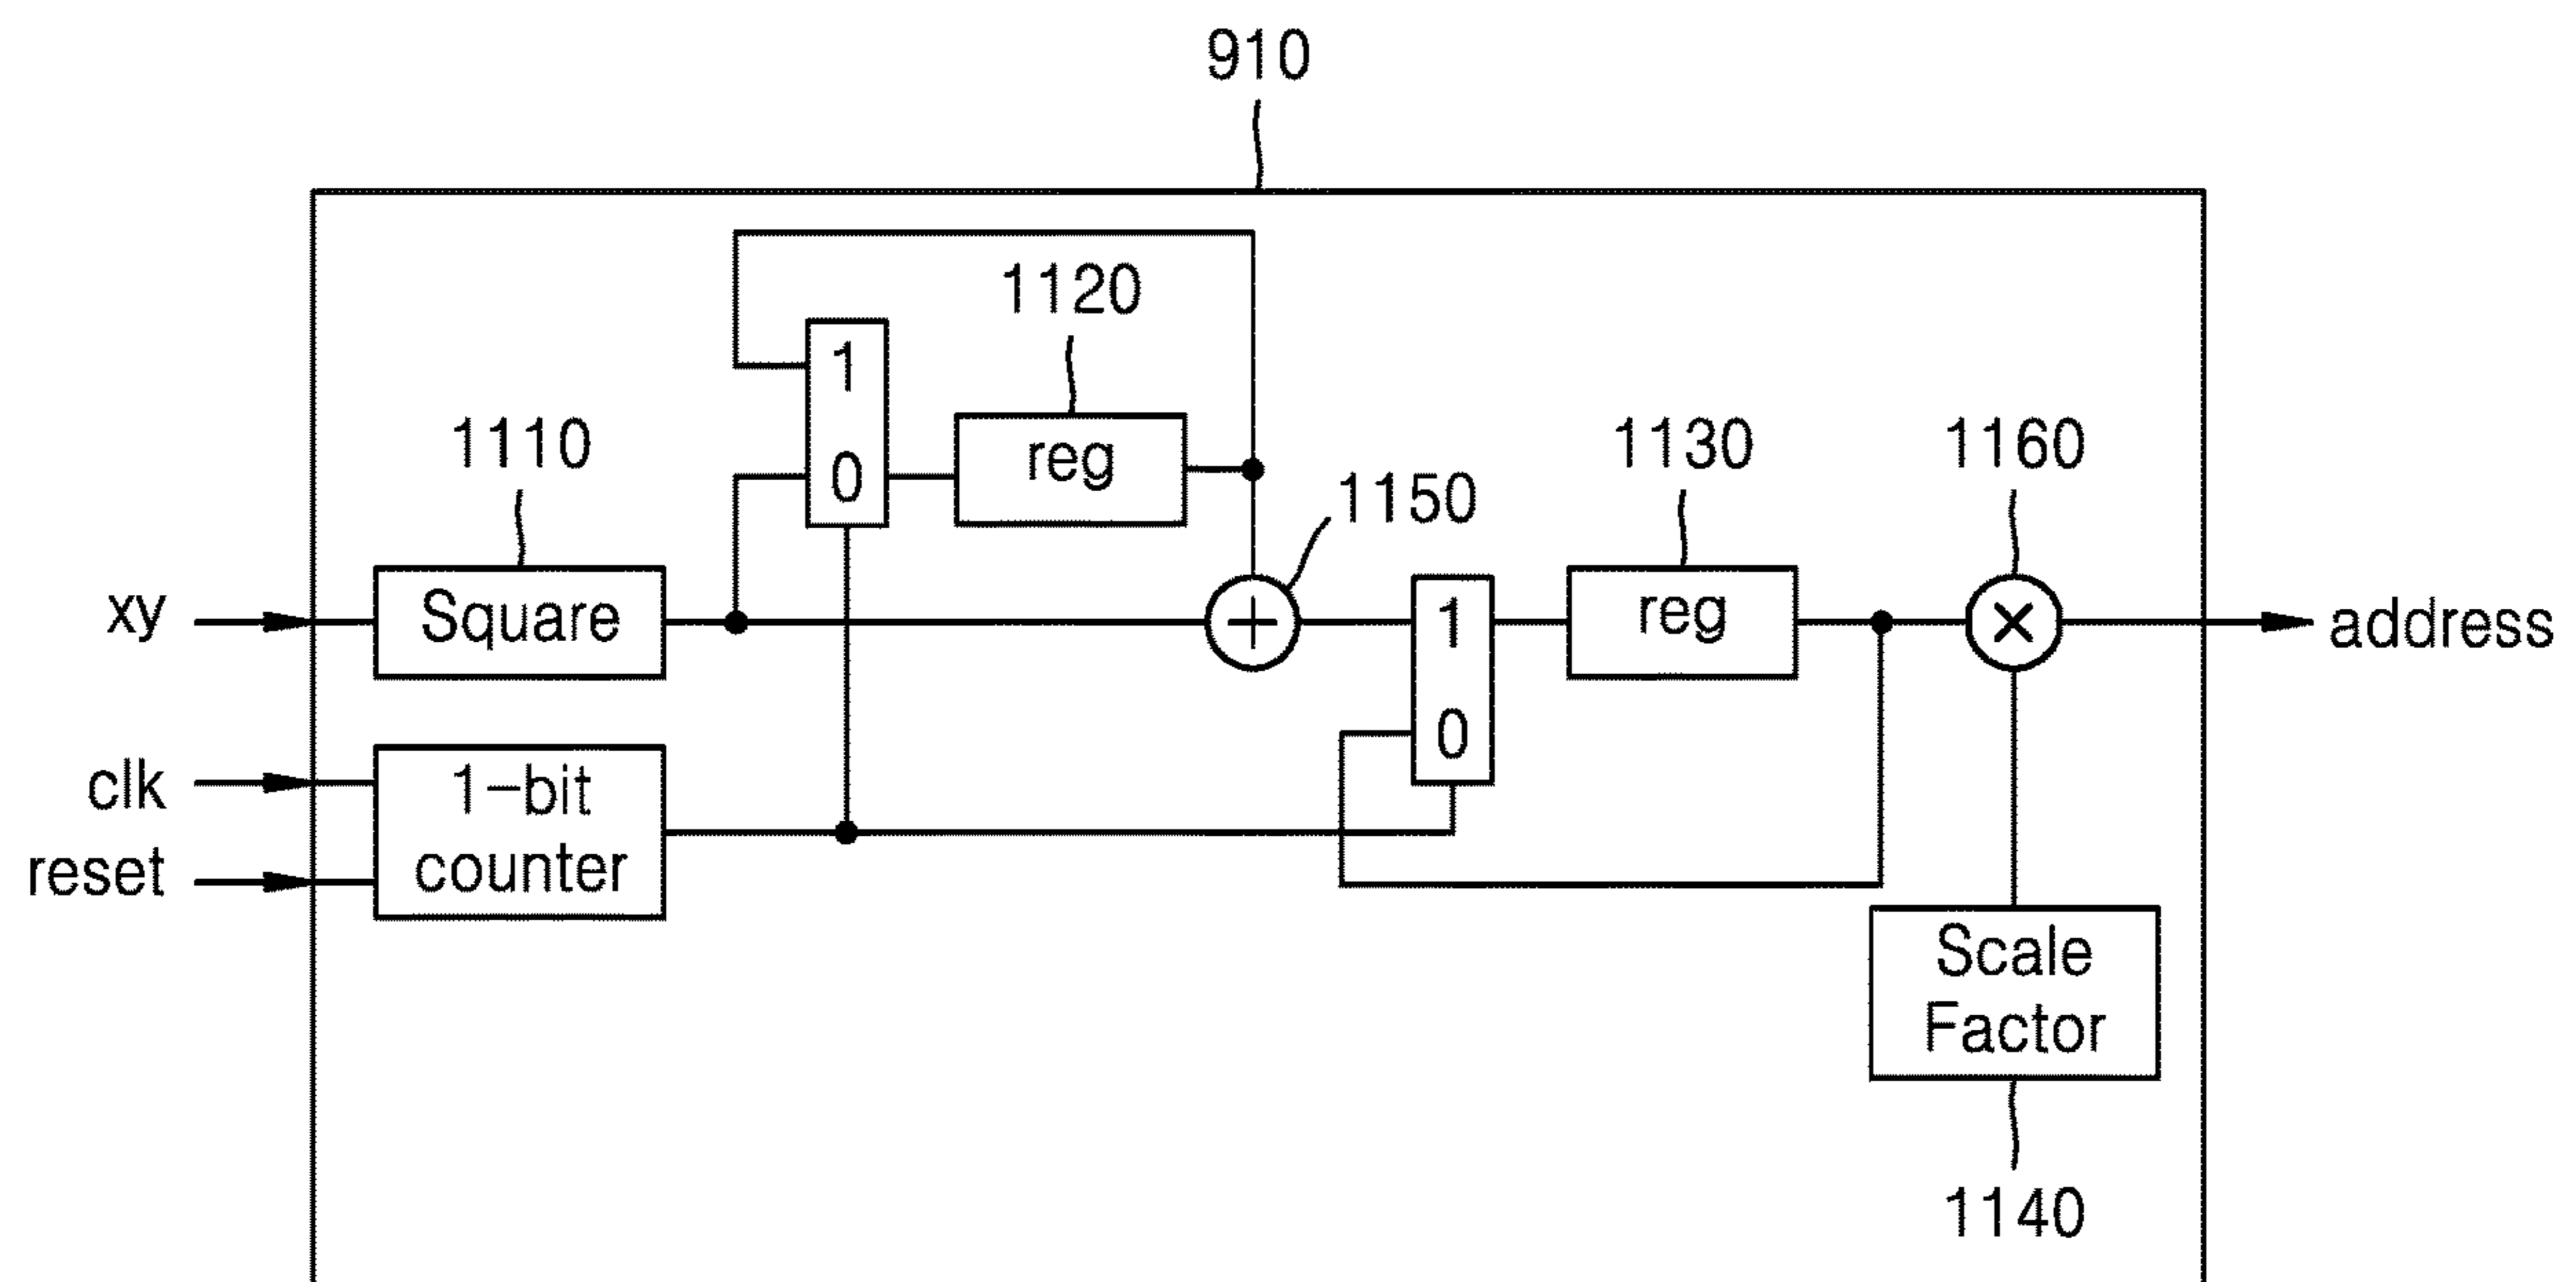 910
1120
1
0
reg
1110
1150
1130
1160
xy
Square
+
1
0
reg
×
address
clk
reset
1-bit
counter
Scale
Factor
1140